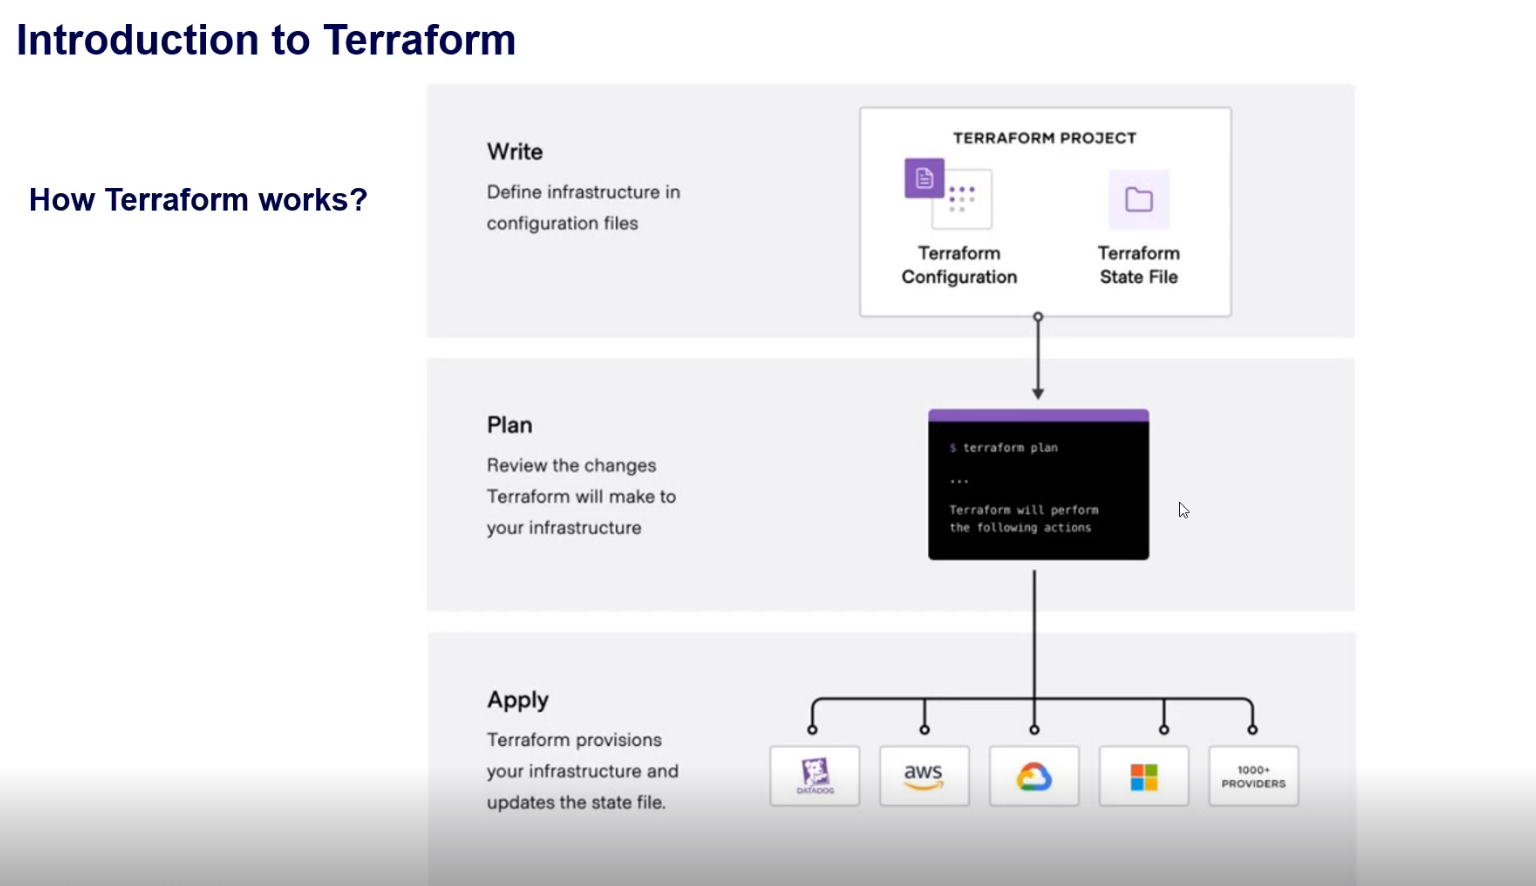 Introduction to Terraform
How Terraform works?
Write
Define infrastructure in
configuration files
TERRAFORM PROJECT
Terraform
Configuration
Terraform
State File
Plan
Review the changes
Terraform will make to
your infrastructure
$ terraform plan
...
Terraform will perform
the following actions
Apply
Terraform provisions
your infrastructure and
updates the state file.
DATADOG
aws
1000+
PROVIDERS